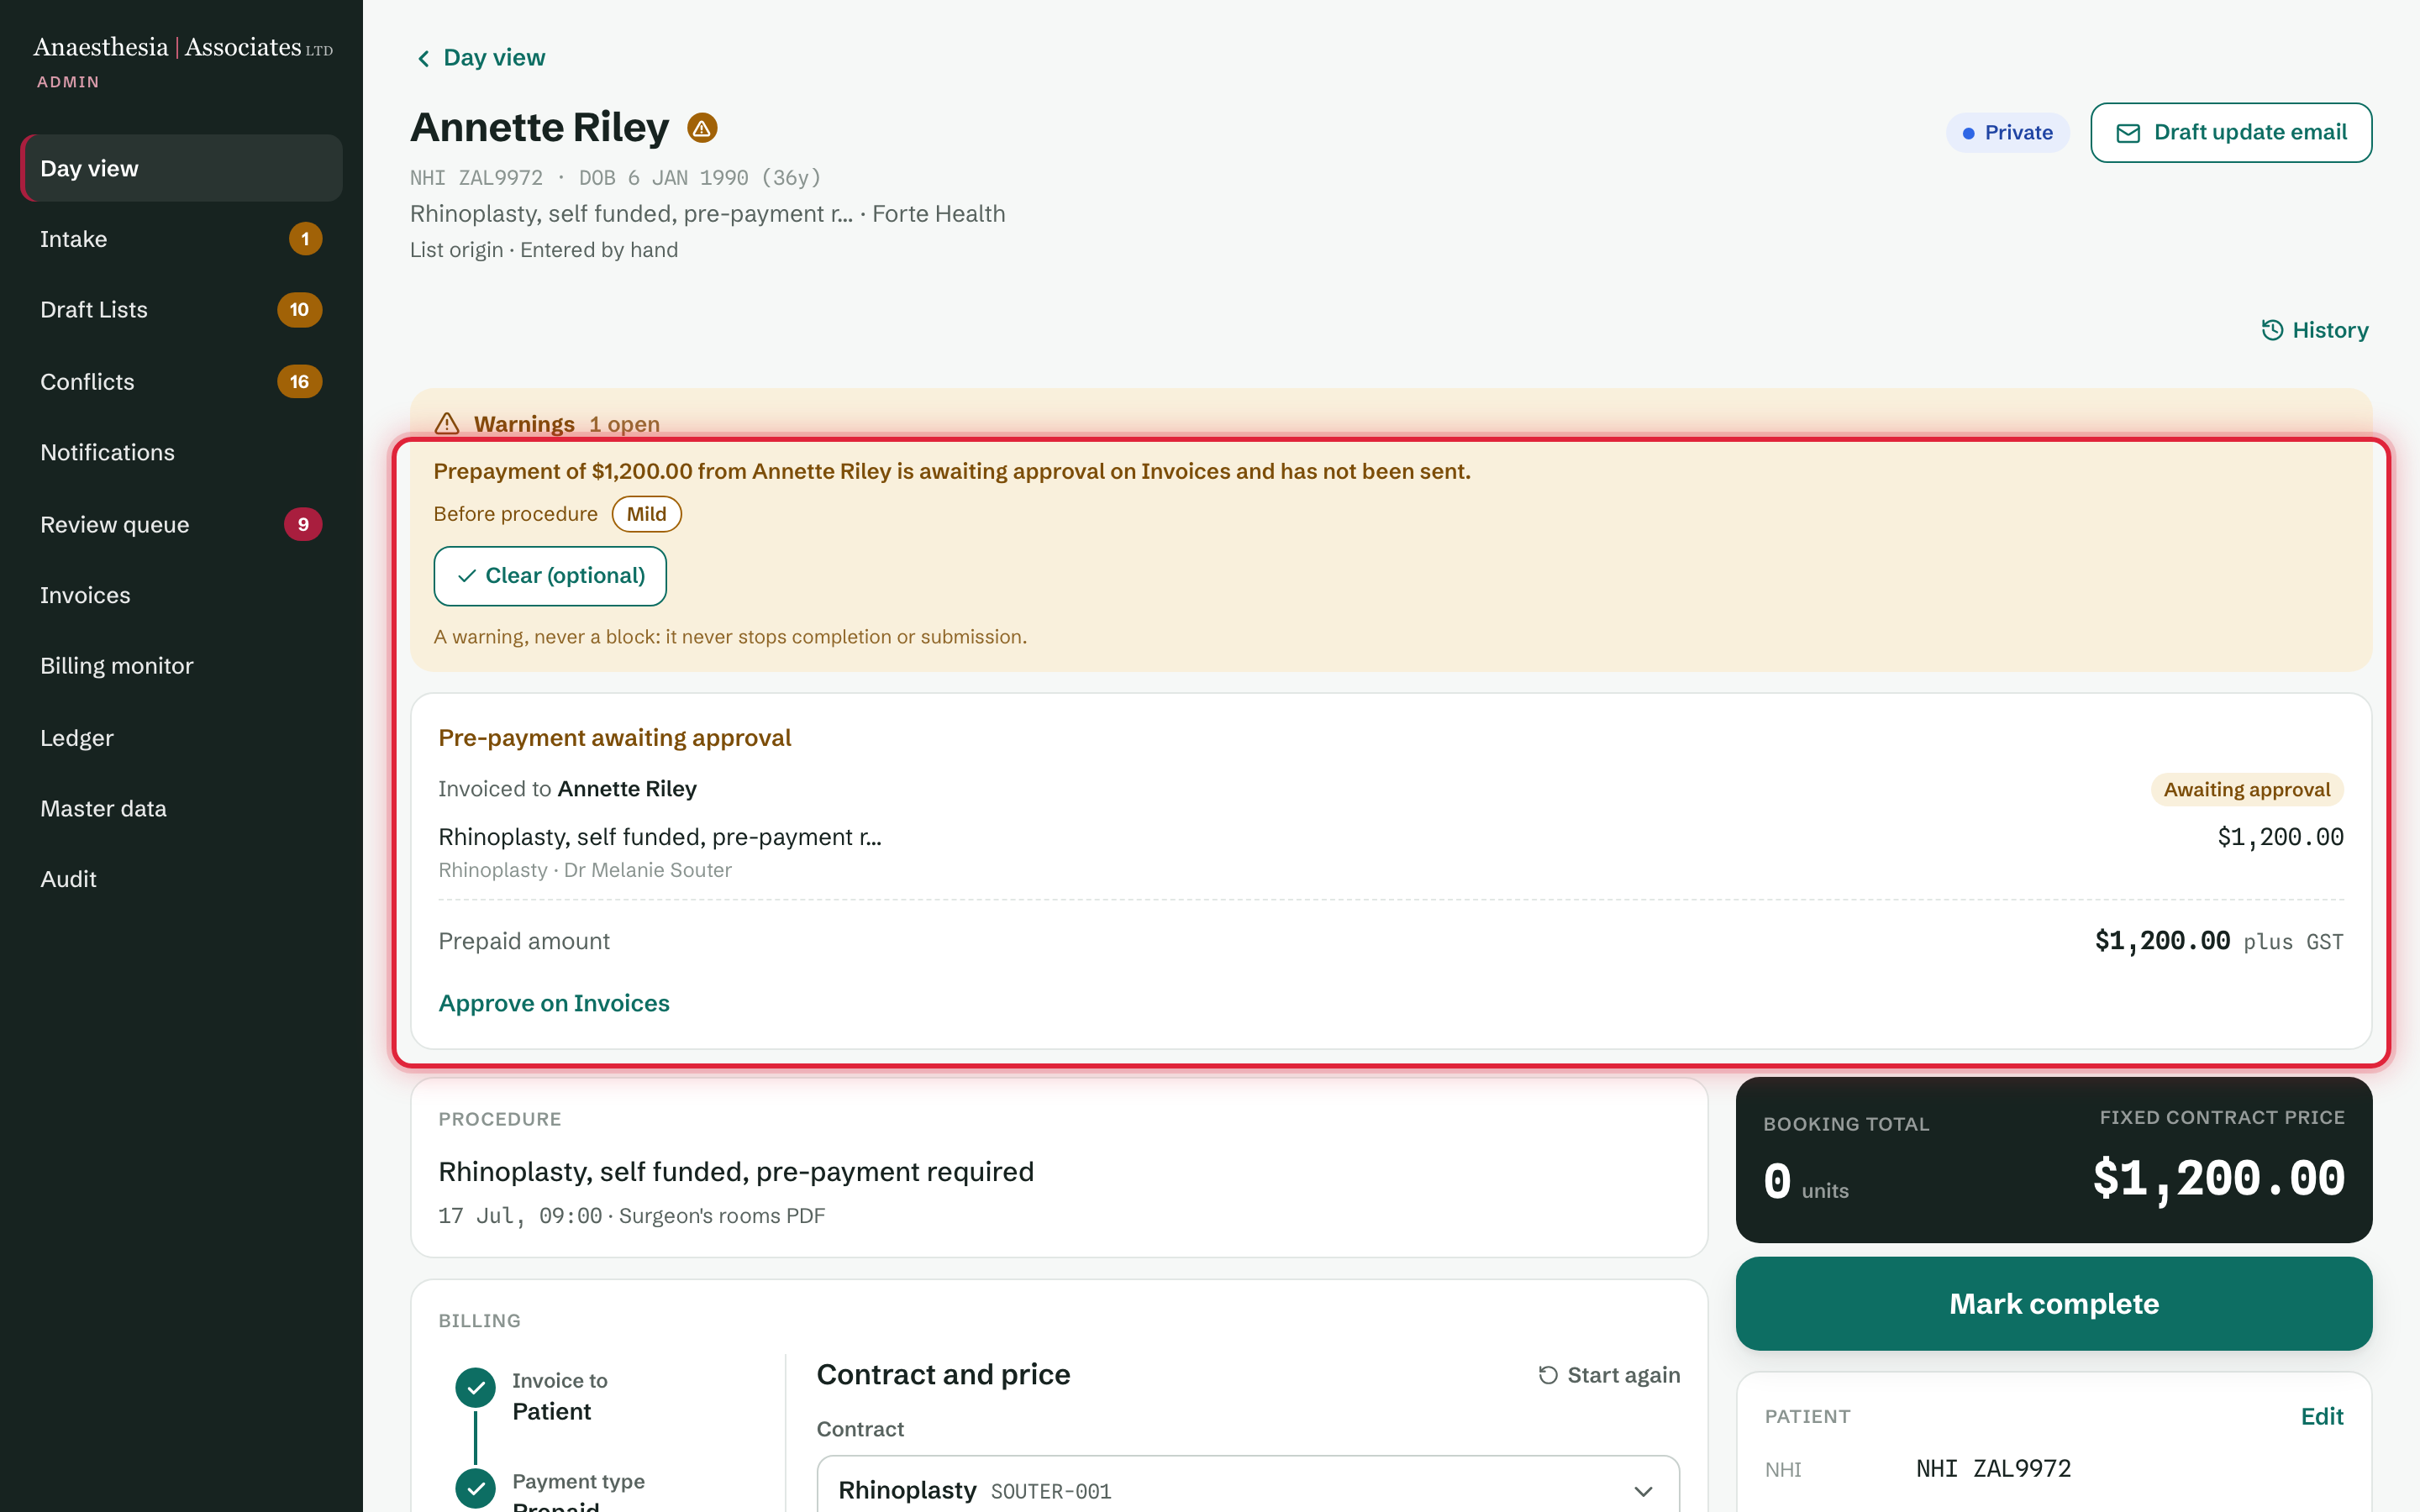 Anaesthesia | Associates LTD
ADMIN
Day view
Intake 1
Draft Lists 10
Conflicts 16
Notifications
Review queue 9
Invoices
Billing monitor
Ledger
Master data
Audit
Day view
Annette Riley
Private
Draft update email
NHI ZAL9972 · DOB 6 JAN 1990 (36y)
Rhinoplasty, self funded, pre-payment r... · Forte Health
List origin · Entered by hand
History
Warnings 1 open
Prepayment of $1,200.00 from Annette Riley is awaiting approval on Invoices and has not been sent.
Before procedure Mild
Clear (optional)
A warning, never a block: it never stops completion or submission.
Pre-payment awaiting approval
Invoiced to Annette Riley
Awaiting approval
Rhinoplasty, self funded, pre-payment r... $1,200.00
Rhinoplasty · Dr Melanie Souter
Prepaid amount $1,200.00 plus GST
Approve on Invoices
PROCEDURE
Rhinoplasty, self funded, pre-payment required
17 Jul, 09:00 · Surgeon's rooms PDF
BOOKING TOTAL FIXED CONTRACT PRICE
0 units $1,200.00
Mark complete
BILLING
Invoice to
Patient
Payment type
Prepaid
Contract and price
Start again
Contract
Rhinoplasty SOUTER-001
PATIENT Edit
NHI NHI ZAL9972